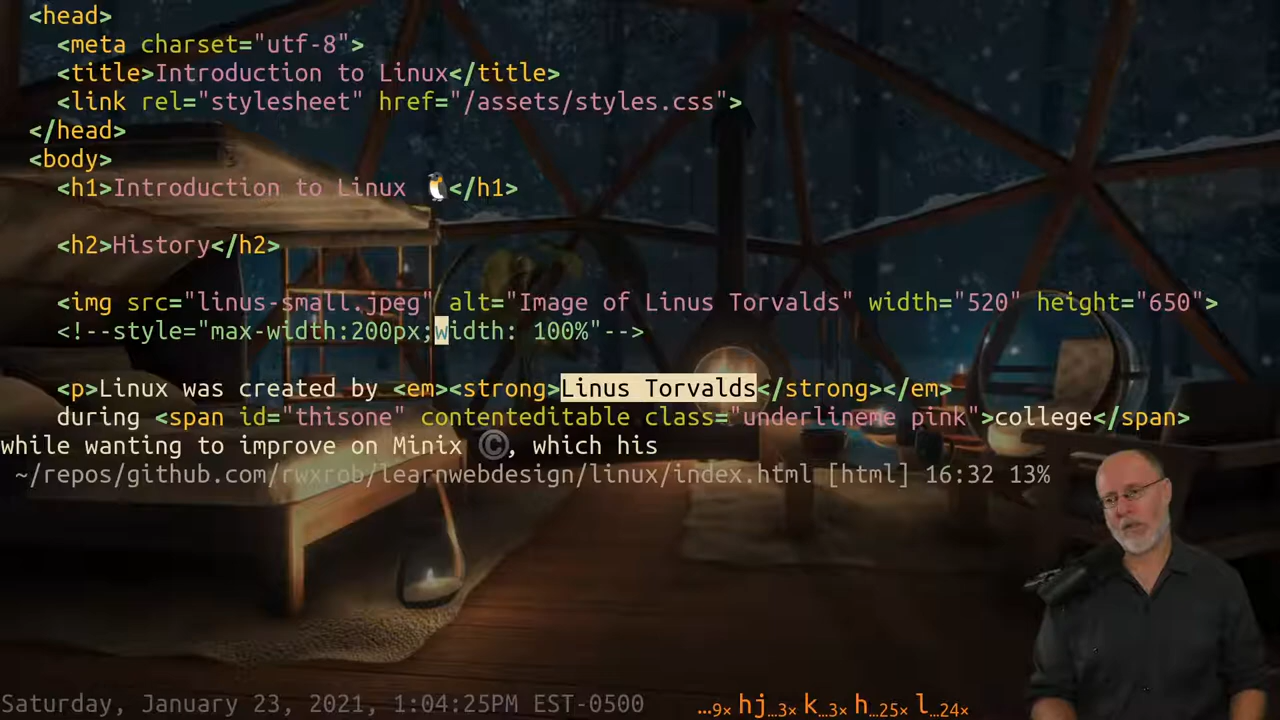 <head>
<meta charset="utf-8">
<title>Introduction to Linux</title>
<link rel="stylesheet" href="/assets/styles.css">
</head>
<body>
<h1>Introduction to Linux 🐧</h1>
<h2>History</h2>
<img src="linus-small.jpeg" alt="Image of Linus Torvalds" width="520" height="650">
<!--style="max-width:200px;width: 100%"-->
<p>Linux was created by <em><strong>Linus Torvalds</strong></em>
during <span id="thisone" contenteditable class="underlineme pink">college</span>
while wanting to improve on Minix ©, which his
~/repos/github.com/rwxrob/learnwebdesign/linux/index.html [html] 16:32 13%
Saturday, January 23, 2021, 1:04:25PM EST-0500
…9× hj…3× k…3× h…25× l…24×